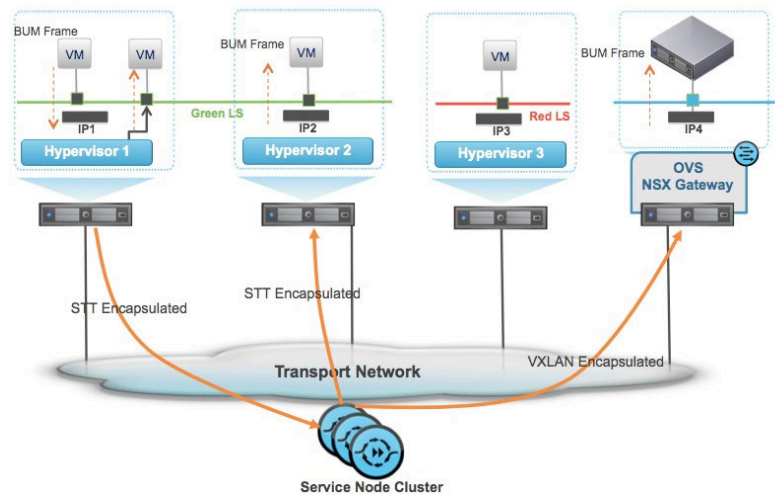 BUM Frame
VM
VM
BUM Frame
VM
VM
BUM Frame
IP1
Green LS
IP2
IP3
Red LS
IP4
Hypervisor 1
Hypervisor 2
Hypervisor 3
OVS
NSX Gateway
STT Encapsulated
STT Encapsulated
VXLAN Encapsulated
Transport Network
Service Node Cluster